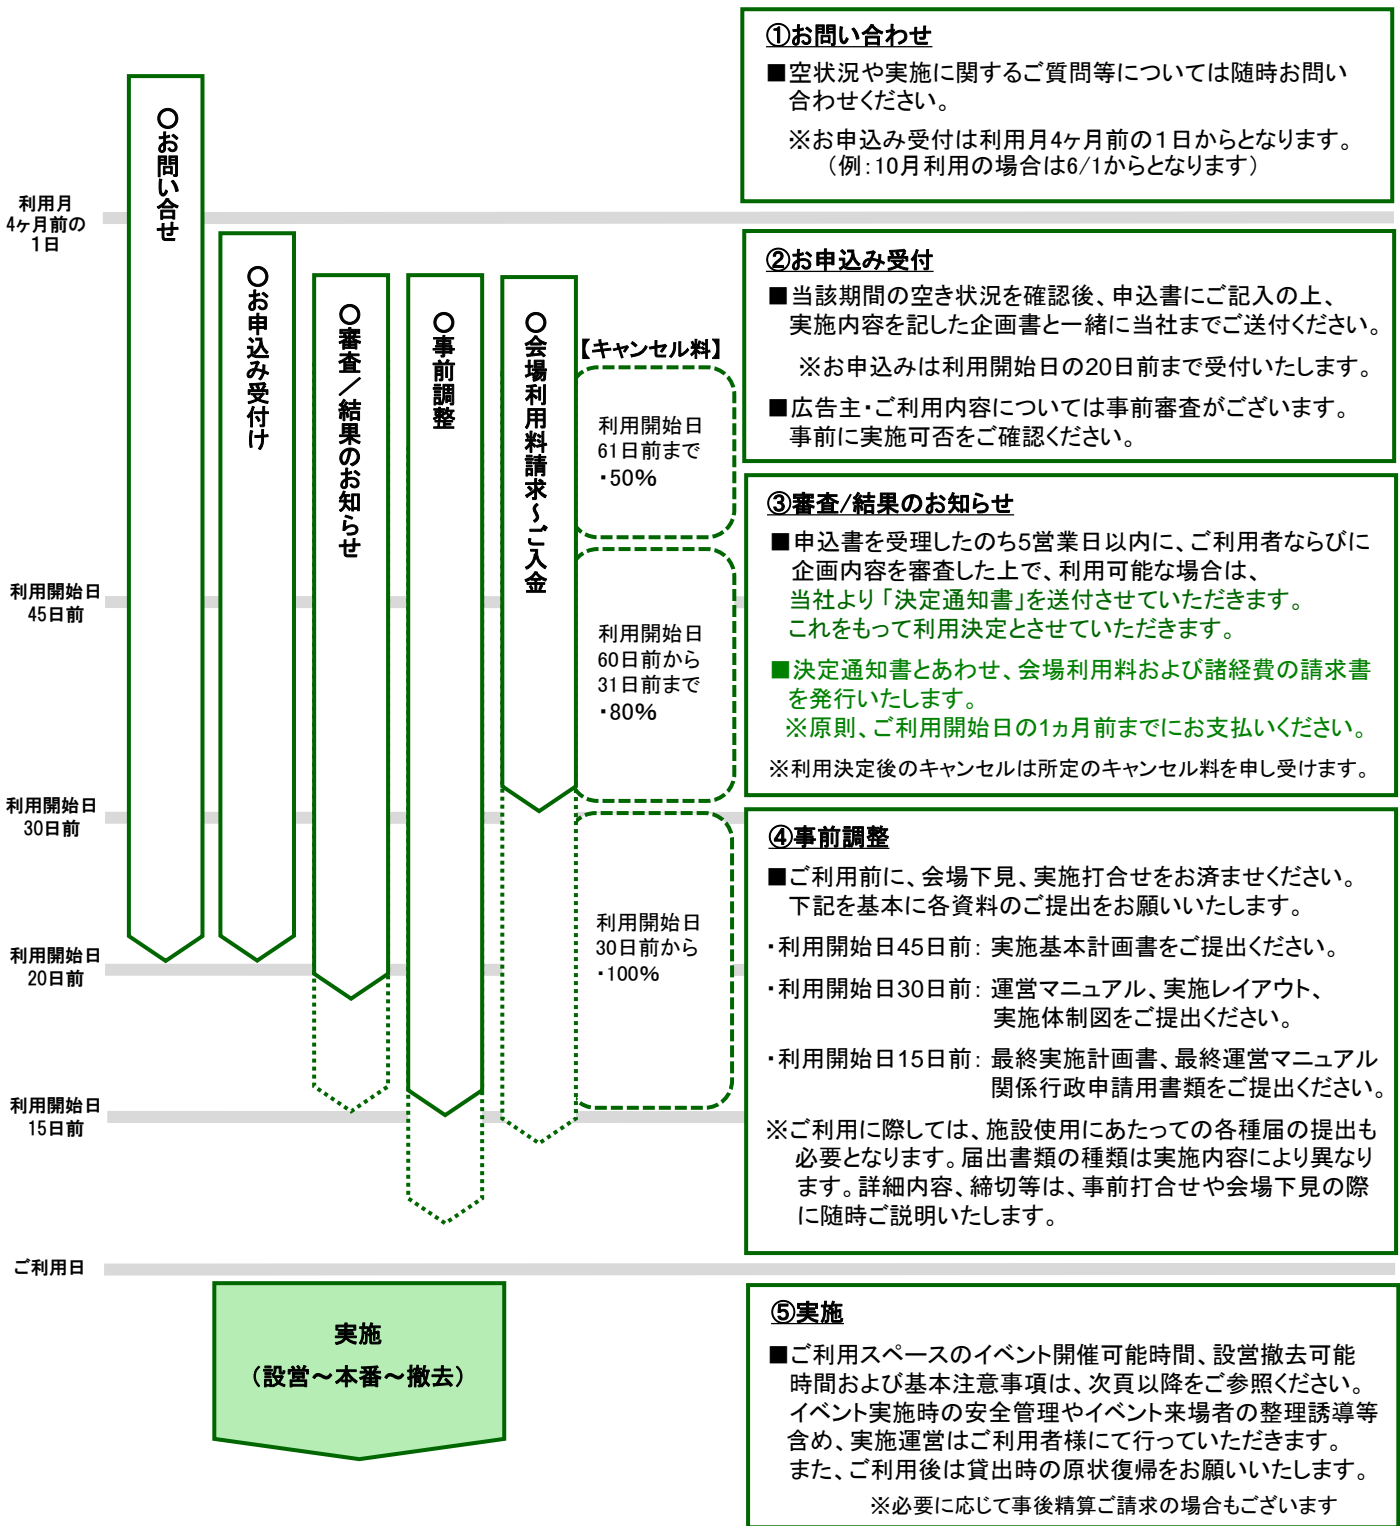 ①お問い合わせ
■空状況や実施に関するご質問等については随時お問い
合わせください。
※お申込み受付は利用月4ヶ月前の1日からとなります。
（例：10月利用の場合は6/1からとなります）
〇お問い合せ
利用月
4ヶ月前の
1日
〇お申込み受付け
〇審査／結果のお知らせ
〇事前調整
〇会場利用料請求～ご入金
【キャンセル料】
利用開始日
61日前まで
・50％
利用開始日
60日前から
31日前まで
・80％
利用開始日
30日前から
・100％
利用開始日
45日前
利用開始日
30日前
利用開始日
20日前
利用開始日
15日前
ご利用日
②お申込み受付
■当該期間の空き状況を確認後、申込書にご記入の上、
実施内容を記した企画書と一緒に当社までご送付ください。
※お申込みは利用開始日の20日前まで受付いたします。
■広告主・ご利用内容については事前審査がございます。
事前に実施可否をご確認ください。
③審査/結果のお知らせ
■申込書を受理したのち5営業日以内に、ご利用者ならびに
企画内容を審査した上で、利用可能な場合は、
当社より「決定通知書」を送付させていただきます。
これをもって利用決定とさせていただきます。
■決定通知書とあわせ、会場利用料および諸経費の請求書
を発行いたします。
※原則、ご利用開始日の1ヵ月前までにお支払いください。
※利用決定後のキャンセルは所定のキャンセル料を申し受けます。
④事前調整
■ご利用前に、会場下見、実施打合せをお済ませください。
下記を基本に各資料のご提出をお願いいたします。
・利用開始日45日前： 実施基本計画書をご提出ください。
・利用開始日30日前： 運営マニュアル、実施レイアウト、
実施体制図をご提出ください。
・利用開始日15日前： 最終実施計画書、最終運営マニュアル
関係行政申請用書類をご提出ください。
※ご利用に際しては、施設使用にあたっての各種届の提出も
必要となります。届出書類の種類は実施内容により異なり
ます。詳細内容、締切等は、事前打合せや会場下見の際
に随時ご説明いたします。
実施
（設営～本番～撤去）
⑤実施
■ご利用スペースのイベント開催可能時間、設営撤去可能
時間および基本注意事項は、次頁以降をご参照ください。
イベント実施時の安全管理やイベント来場者の整理誘導等
含め、実施運営はご利用者様にて行っていただきます。
また、ご利用後は貸出時の原状復帰をお願いいたします。
※必要に応じて事後精算ご請求の場合もございます